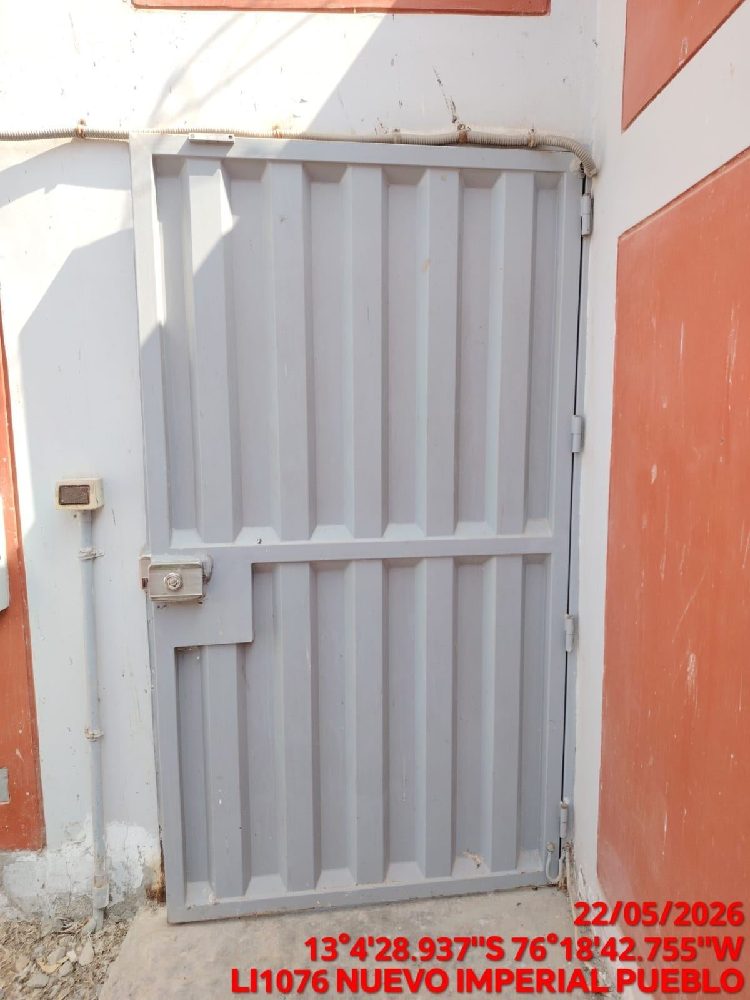 22/05/2026
13°4'28.937"S 76°18'42.755"W
LI1076 NUEVO IMPERIAL PUEBLO